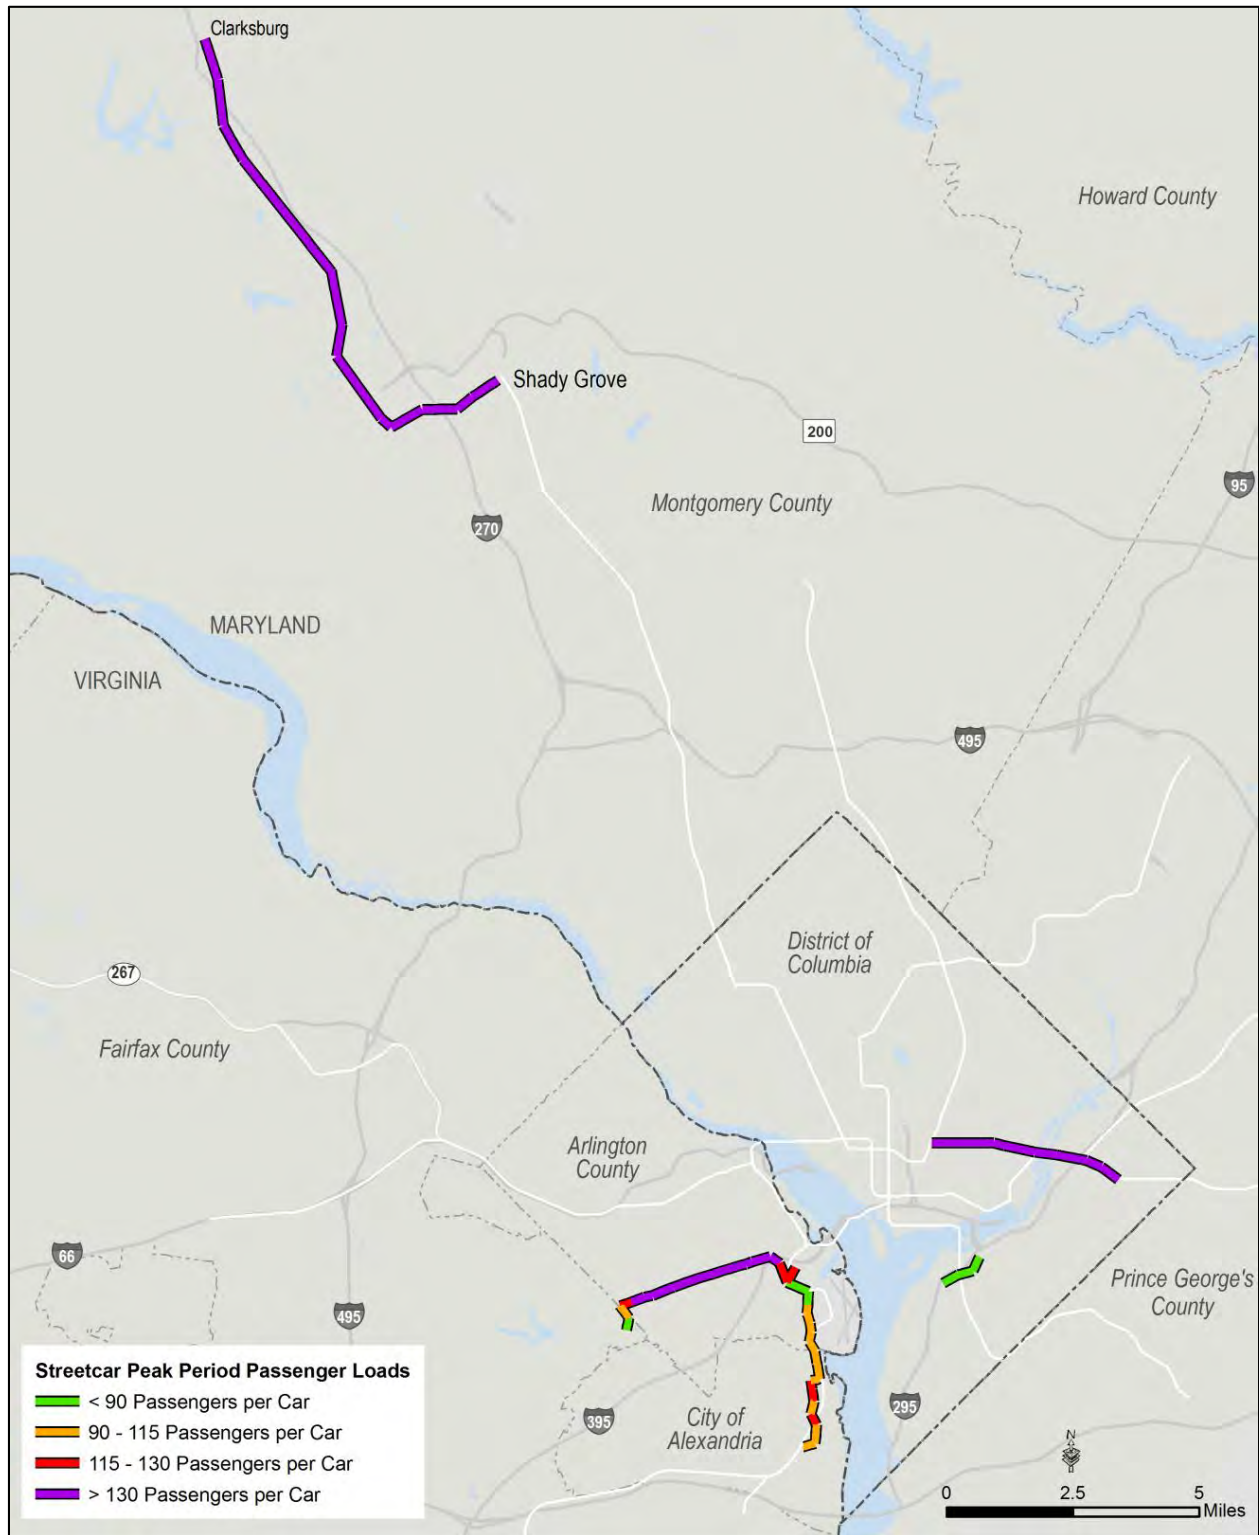 Clarksburg
Howard County
Shady Grove
200
Montgomery County
95
270
MARYLAND
VIRGINIA
495
District of
Columbia
267
Fairfax County
Arlington
County
66
Prince George's
County
495
Streetcar Peak Period Passenger Loads
< 90 Passengers per Car
90 - 115 Passengers per Car
115 - 130 Passengers per Car
> 130 Passengers per Car
395
City of
Alexandria
295
N
0 2.5 5
Miles